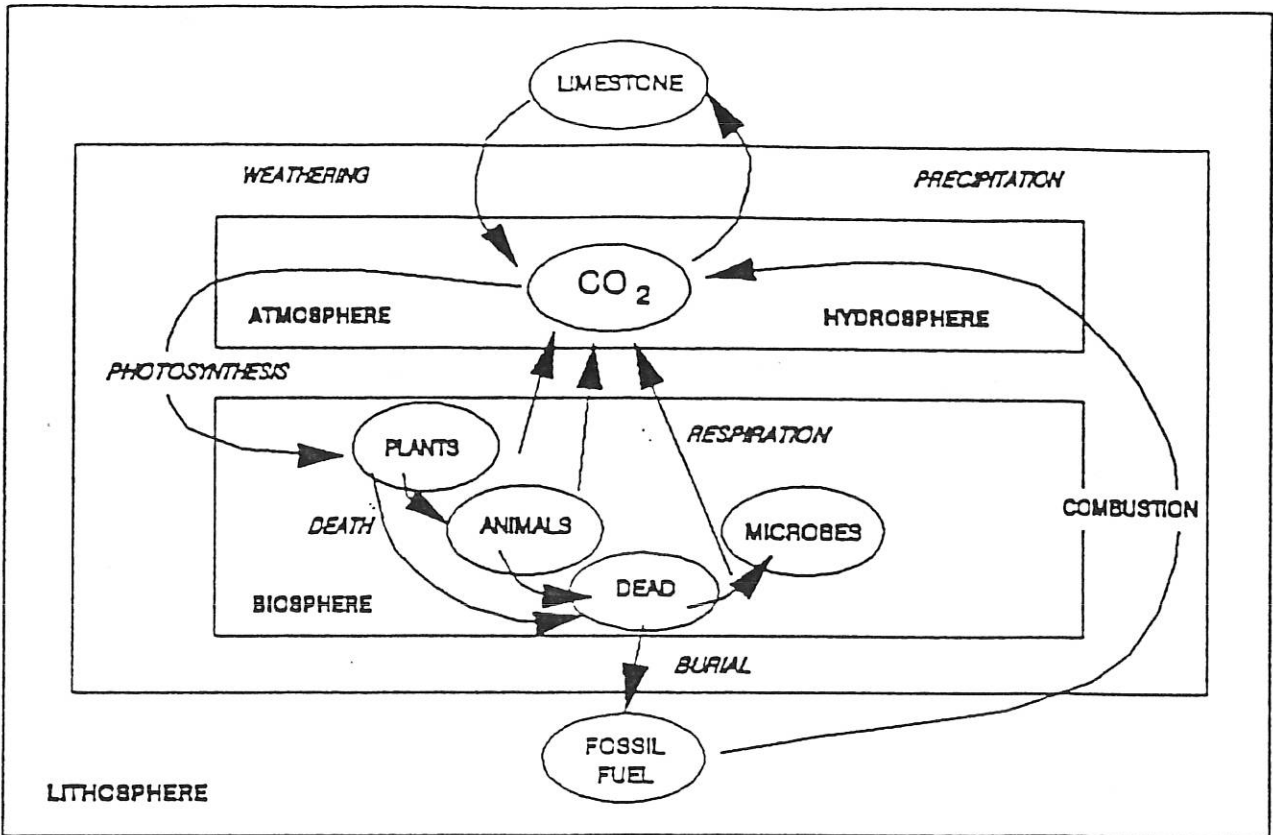 LIMESTONE
WEATHERING
PRECIPITATION
CO₂
ATMOSPHERE
HYDROSPHERE
PHOTOSYNTHESIS
PLANTS
RESPIRATION
DEATH
ANIMALS
MICROBES
COMBUSTION
DEAD
BIOSPHERE
BURIAL
FOSSIL
FUEL
LITHOSPHERE